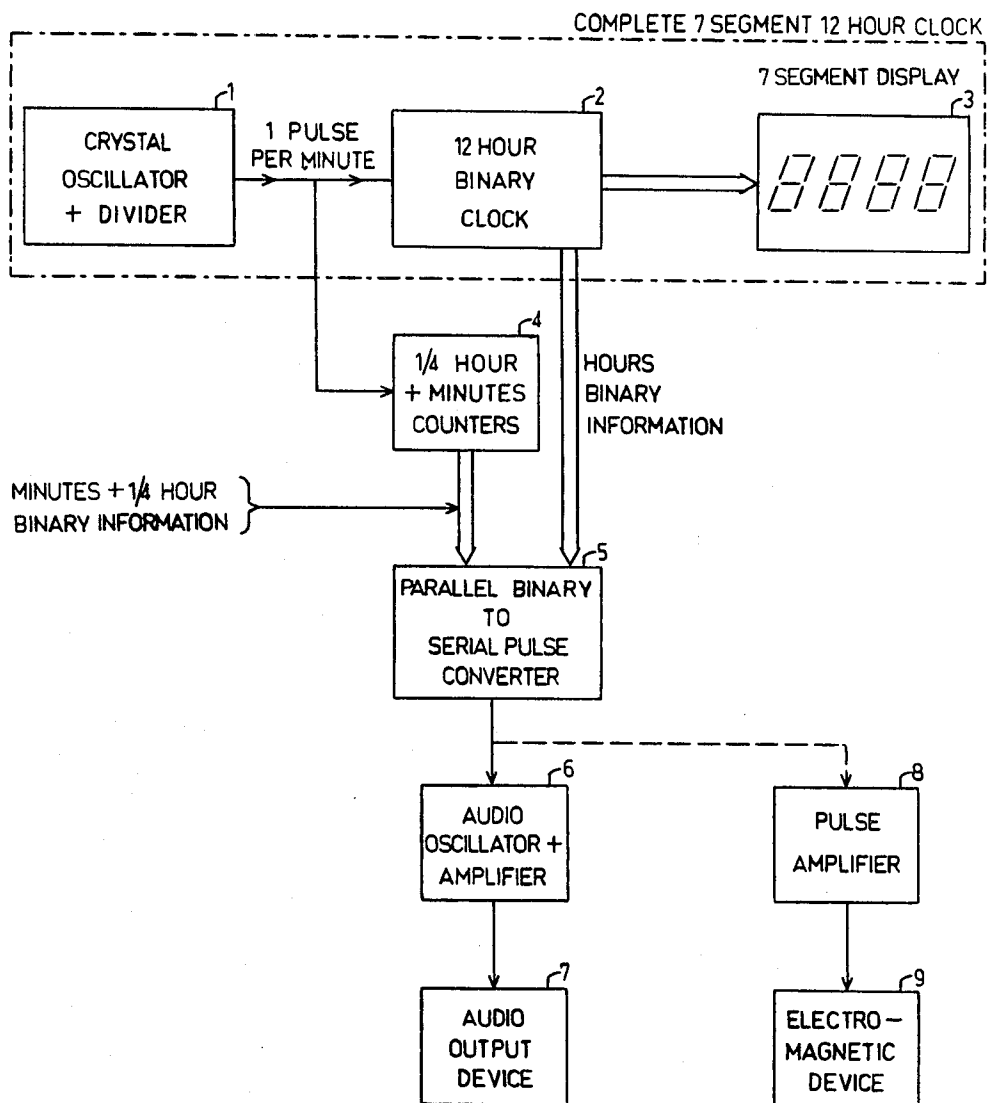 COMPLETE 7 SEGMENT 12 HOUR CLOCK
7 SEGMENT DISPLAY
1
CRYSTAL
OSCILLATOR
+ DIVIDER
1 PULSE
PER MINUTE
2
12 HOUR
BINARY
CLOCK
3
8888
4
1/4 HOUR
+ MINUTES
COUNTERS
HOURS
BINARY
INFORMATION
MINUTES + 1/4 HOUR
BINARY INFORMATION
5
PARALLEL BINARY
TO
SERIAL PULSE
CONVERTER
6
AUDIO
OSCILLATOR +
AMPLIFIER
8
PULSE
AMPLIFIER
7
AUDIO
OUTPUT
DEVICE
9
ELECTRO-
MAGNETIC
DEVICE